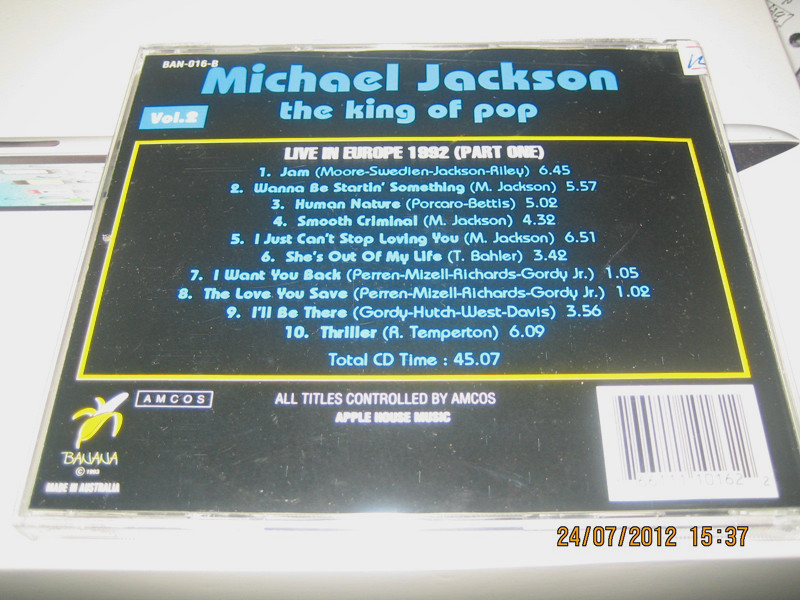 BAN-016-B
Michael Jackson
the king of pop
Vol.2
LIVE IN EUROPE 1992 (PART ONE)
1. Jam (Moore-Swedien-Jackson-Riley) 6.45
2. Wanna Be Startin' Something (M. Jackson) 5.57
3. Human Nature (Porcaro-Bettis) 5.02
4. Smooth Criminal (M. Jackson) 4.32
5. I Just Can't Stop Loving You (M. Jackson) 6.51
6. She's Out Of My Life (T. Bahler) 3.42
7. I Want You Back (Perren-Mizell-Richards-Gordy Jr.) 1.05
8. The Love You Save (Perren-Mizell-Richards-Gordy Jr.) 1.02
9. I'll Be There (Gordy-Hutch-West-Davis) 3.56
10. Thriller (R. Temperton) 6.09
Total CD Time : 45.07
AMCOS
ALL TITLES CONTROLLED BY AMCOS
APPLE HOUSE MUSIC
BANANA
© 1993
MADE IN AUSTRALIA
24/07/2012 15:37